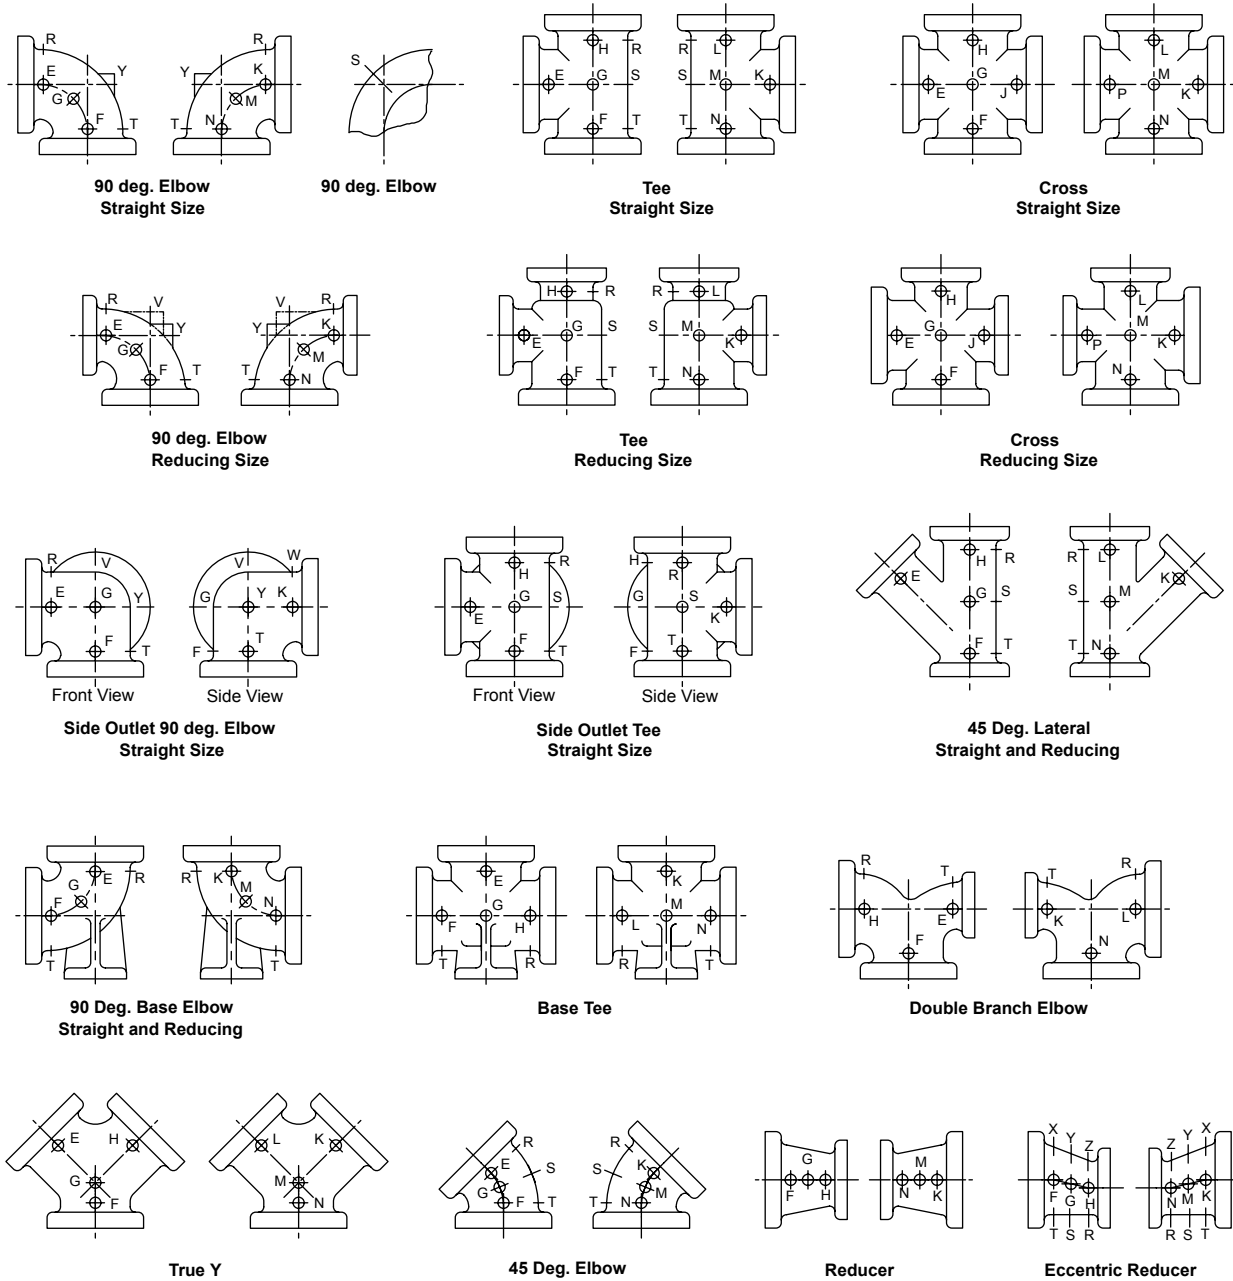 R R Y Y E K G M F N T T
S
H R L R E G S S M K F T T N
H L G M E J P K F N
90 deg. Elbow
Straight Size
90 deg. Elbow
Tee
Straight Size
Cross
Straight Size
R V V R E Y Y K G M F T T N
H R R L G S S M E K F T T N
H L G M E J P K F N
90 deg. Elbow
Reducing Size
Tee
Reducing Size
Cross
Reducing Size
R V V W E G Y G Y K F T F T
H H R G S G S E K F T F T
H R R L E K G S S M F T T N
Front View
Side View
Front View
Side View
Side Outlet 90 deg. Elbow
Straight Size
Side Outlet Tee
Straight Size
45 Deg. Lateral
Straight and Reducing
G E R R K M F N T T
E K G M F H L N T R R T
R T T R H E K L F N
90 Deg. Base Elbow
Straight and Reducing
Base Tee
Double Branch Elbow
E H L K G M F N
R R E S S K G M F T T N
G M F H N K
X Y Z Z Y X F G H N M K T S R R S T
True Y
45 Deg. Elbow
Reducer
Eccentric Reducer